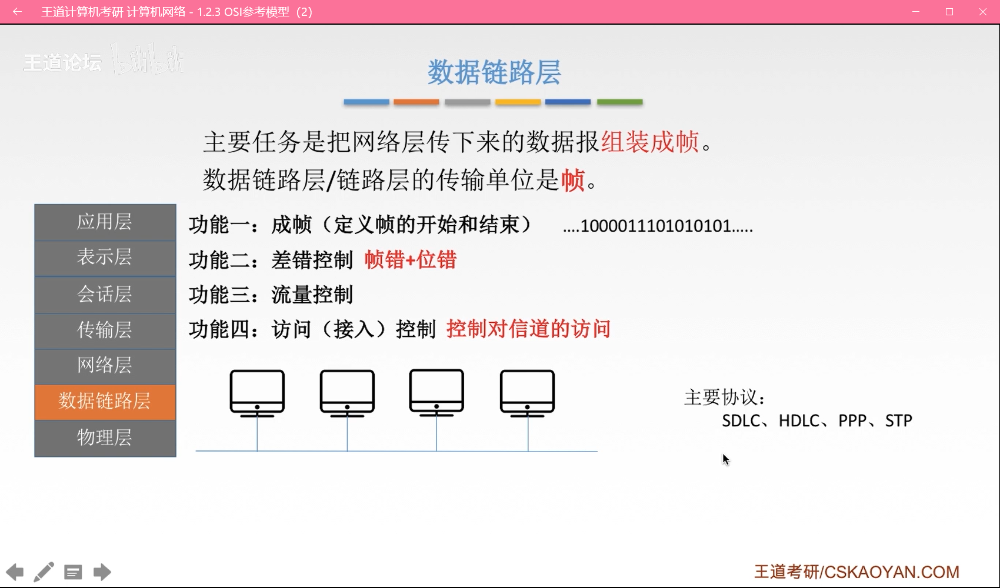 王道计算机考研 计算机网络 - 1.2.3 OSI参考模型（2）
王道论坛 bilibili
数据链路层
主要任务是把网络层传下来的数据报组装成帧。
数据链路层/链路层的传输单位是帧。
应用层
表示层
会话层
传输层
网络层
数据链路层
物理层
功能一：成帧（定义帧的开始和结束） ....1000011101010101.....
功能二：差错控制 帧错+位错
功能三：流量控制
功能四：访问（接入）控制 控制对信道的访问
主要协议：
SDLC、HDLC、PPP、STP
王道考研/CSKAOYAN.COM